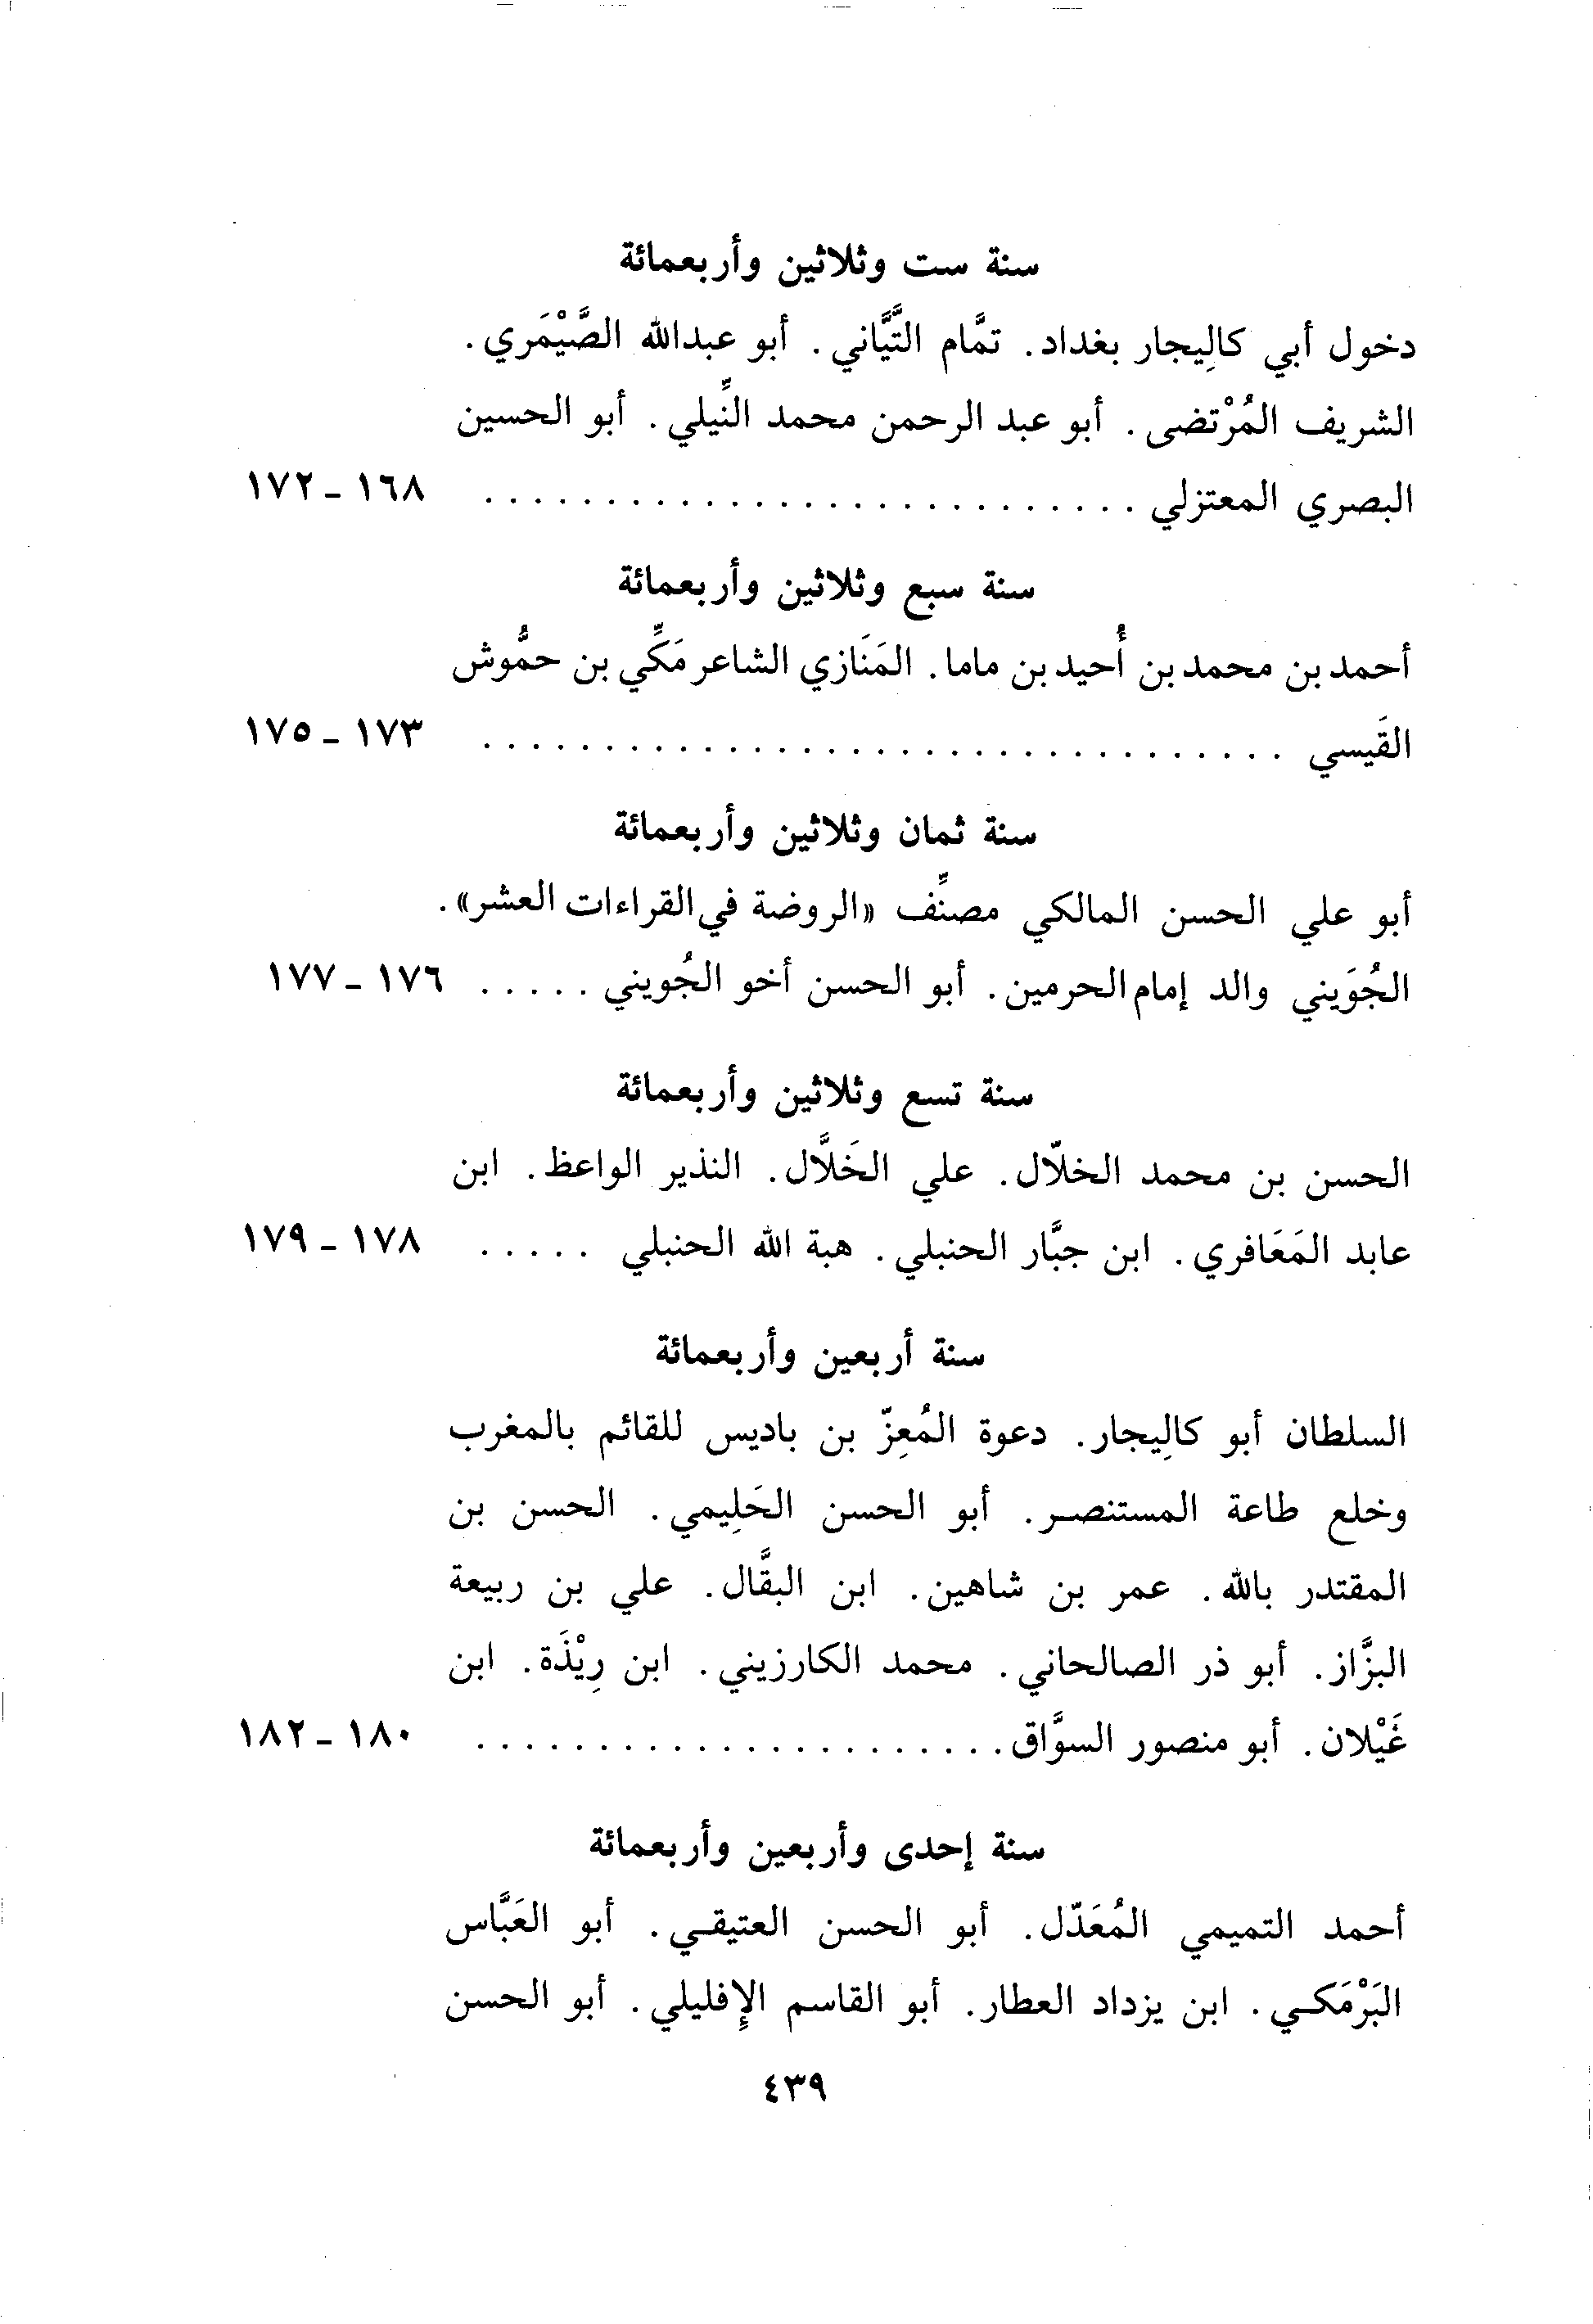 سنة ست وثلاثين وأربعمائة
دخول أبي كالِيجار بغداد. تمَّام التَّيَّاني. أبو عبدالله الصَّيْمَري.
الشريف المُرْتضى. أبو عبد الرحمن محمد النِّيلي. أبو الحسين
البصري المعتزلي . . . . . . . . . . . . . . . . . . . . . . . . . . . ١٦٨ - ١٧٢
سنة سبع وثلاثين وأربعمائة
أحمد بن محمد بن أُحيد بن ماما. المَنَازي الشاعر مَكِّي بن حمُّوش
القَيسي . . . . . . . . . . . . . . . . . . . . . . . . . . . . . . . . . ١٧٣ - ١٧٥
سنة ثمان وثلاثين وأربعمائة
أبو علي الحسن المالكي مصنِّف «الروضة في القراءات العشر».
الجُوَيني والد إمام الحرمين. أبو الحسن أخو الجُويني . . . . . ١٧٦ - ١٧٧
سنة تسع وثلاثين وأربعمائة
الحسن بن محمد الخلاّل. علي الخَلاَّل. النذير الواعظ. ابن
عابد المَعَافري. ابن جبَّار الحنبلي. هبة الله الحنبلي . . . . . ١٧٨ - ١٧٩
سنة أربعين وأربعمائة
السلطان أبو كالِيجار. دعوة المُعِزّ بن باديس للقائم بالمغرب
وخلع طاعة المستنصر. أبو الحسن الحَلِيمي. الحسن بن
المقتدر بالله. عمر بن شاهين. ابن البقَّال. علي بن ربيعة
البزَّاز. أبو ذر الصالحاني. محمد الكارزيني. ابن رِيْذَة. ابن
غَيْلان. أبو منصور السوَّاق. . . . . . . . . . . . . . . . . . . . . . ١٨٠ - ١٨٢
سنة إحدى وأربعين وأربعمائة
أحمد التميمي المُعَدّل. أبو الحسن العتيقي. أبو العَبَّاس
البَرْمَكي. ابن يزداد العطار. أبو القاسم الإِفليلي. أبو الحسن
٤٣٩